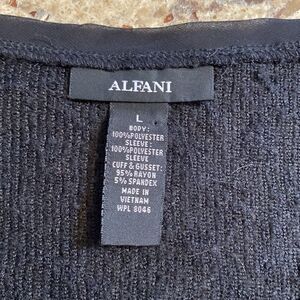 ALFANI
L
BODY:
100%POLYESTER
SLEEVE:
100%POLYESTER
SLEEVE
CUFF & GUSSET:
95% RAYON
5% SPANDEX
MADE IN
VIETNAM
WPL 8046